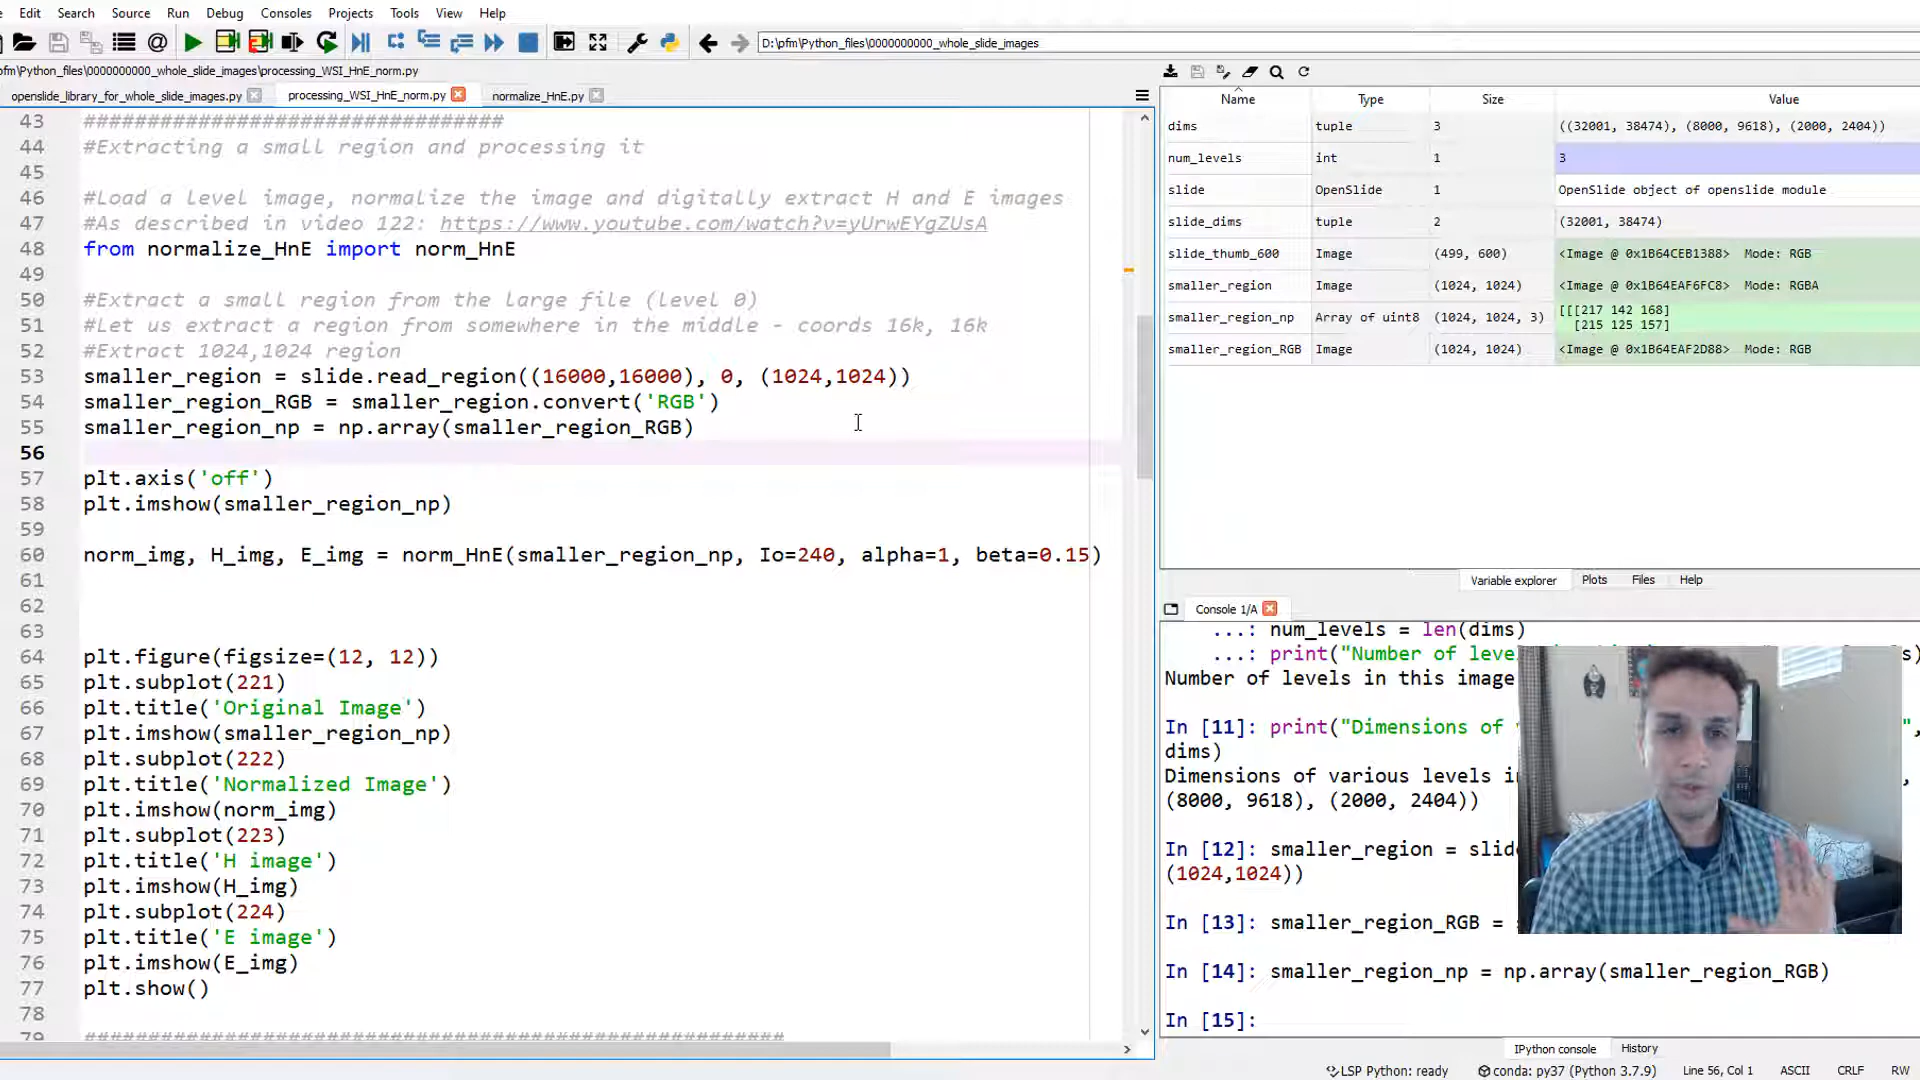 Edit Search Source Run Debug Consoles Projects Tools View Help
D:\pfm\Python_files\0000000000_whole_slide_images
pfm\Python_files\0000000000_whole_slide_images\processing_WSI_HnE_norm.py
openslide_library_for_whole_slide_images.py processing_WSI_HnE_norm.py normalize_HnE.py
43 #################################
44 #Extracting a small region and processing it
45
46 #Load a Level image, normalize the image and digitally extract H and E images
47 #As described in video 122: https://www.youtube.com/watch?v=yUrwEYgZUsA
48 from normalize_HnE import norm_HnE
49
50 #Extract a small region from the large file (level 0)
51 #Let us extract a region from somewhere in the middle - coords 16k, 16k
52 #Extract 1024,1024 region
53 smaller_region = slide.read_region((16000,16000), 0, (1024,1024))
54 smaller_region_RGB = smaller_region.convert('RGB')
55 smaller_region_np = np.array(smaller_region_RGB)
56
57 plt.axis('off')
58 plt.imshow(smaller_region_np)
59
60 norm_img, H_img, E_img = norm_HnE(smaller_region_np, Io=240, alpha=1, beta=0.15)
61
62
63
64 plt.figure(figsize=(12, 12))
65 plt.subplot(221)
66 plt.title('Original Image')
67 plt.imshow(smaller_region_np)
68 plt.subplot(222)
69 plt.title('Normalized Image')
70 plt.imshow(norm_img)
71 plt.subplot(223)
72 plt.title('H image')
73 plt.imshow(H_img)
74 plt.subplot(224)
75 plt.title('E image')
76 plt.imshow(E_img)
77 plt.show()
78
79
Name Type Size Value
dims tuple 3 ((32001, 38474), (8000, 9618), (2000, 2404))
num_levels int 1 3
slide OpenSlide 1 OpenSlide object of openslide module
slide_dims tuple 2 (32001, 38474)
slide_thumb_600 Image (499, 600) <Image @ 0x1B64CEB1388> Mode: RGB
smaller_region Image (1024, 1024) <Image @ 0x1B64EAF6FC8> Mode: RGBA
smaller_region_np Array of uint8 (1024, 1024, 3) [[[217 142 168]
[215 125 157]
smaller_region_RGB Image (1024, 1024) <Image @ 0x1B64EAF2D88> Mode: RGB
Variable explorer Plots Files Help
Console 1/A
...: num_levels = len(dims)
...: print("Number of leve
Number of levels in this image
In [11]: print("Dimensions of
dims)
Dimensions of various levels i
(8000, 9618), (2000, 2404))
In [12]: smaller_region = slid
(1024,1024))
In [13]: smaller_region_RGB =
In [14]: smaller_region_np = np.array(smaller_region_RGB)
In [15]:
IPython console History
LSP Python: ready conda: py37 (Python 3.7.9) Line 56, Col 1 ASCII CRLF RW